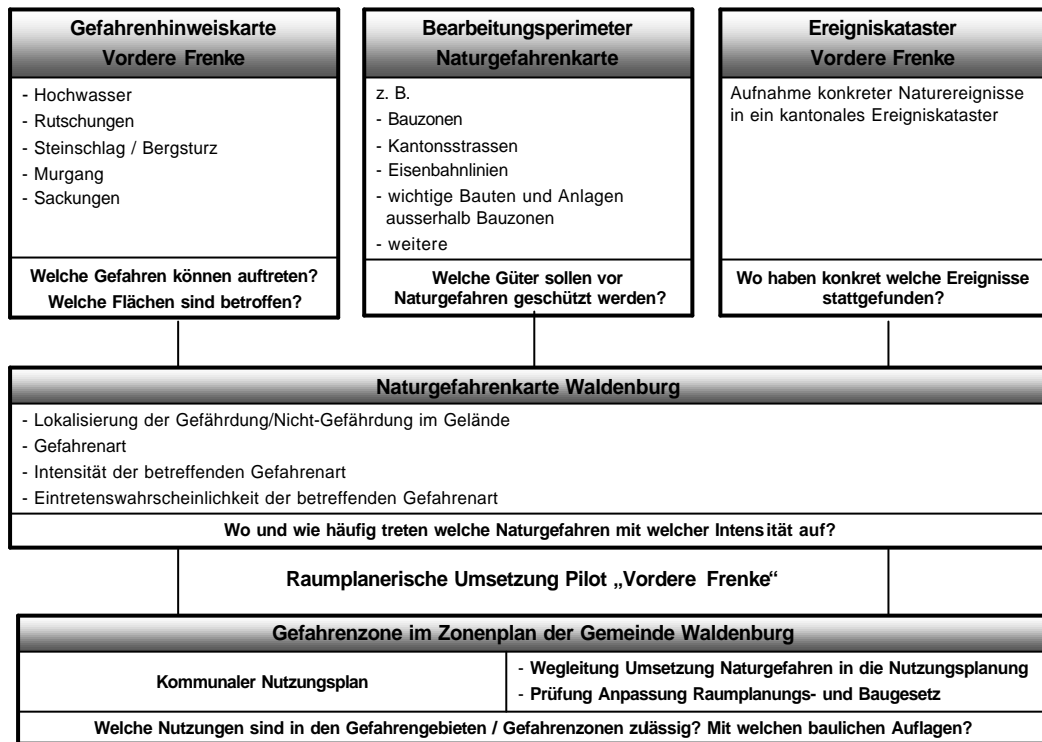 Gefahrenhinweiskarte
Vordere Frenke
- Hochwasser
- Rutschungen
- Steinschlag / Bergsturz
- Murgang
- Sackungen
Welche Gefahren können auftreten?
Welche Flächen sind betroffen?
Bearbeitungsperimeter
Naturgefahrenkarte
z. B.
- Bauzonen
- Kantonsstrassen
- Eisenbahnlinien
- wichtige Bauten und Anlagen
ausserhalb Bauzonen
- weitere
Welche Güter sollen vor
Naturgefahren geschützt werden?
Ereigniskataster
Vordere Frenke
Aufnahme konkreter Naturereignisse
in ein kantonales Ereigniskataster
Wo haben konkret welche Ereignisse
stattgefunden?
Naturgefahrenkarte Waldenburg
- Lokalisierung der Gefährdung/Nicht-Gefährdung im Gelände
- Gefahrenart
- Intensität der betreffenden Gefahrenart
- Eintretenswahrscheinlichkeit der betreffenden Gefahrenart
Wo und wie häufig treten welche Naturgefahren mit welcher Intensität auf?
Raumplanerische Umsetzung Pilot „Vordere Frenke“
Gefahrenzone im Zonenplan der Gemeinde Waldenburg
Kommunaler Nutzungsplan
- Wegleitung Umsetzung Naturgefahren in die Nutzungsplanung
- Prüfung Anpassung Raumplanungs- und Baugesetz
Welche Nutzungen sind in den Gefahrengebieten / Gefahrenzonen zulässig? Mit welchen baulichen Auflagen?